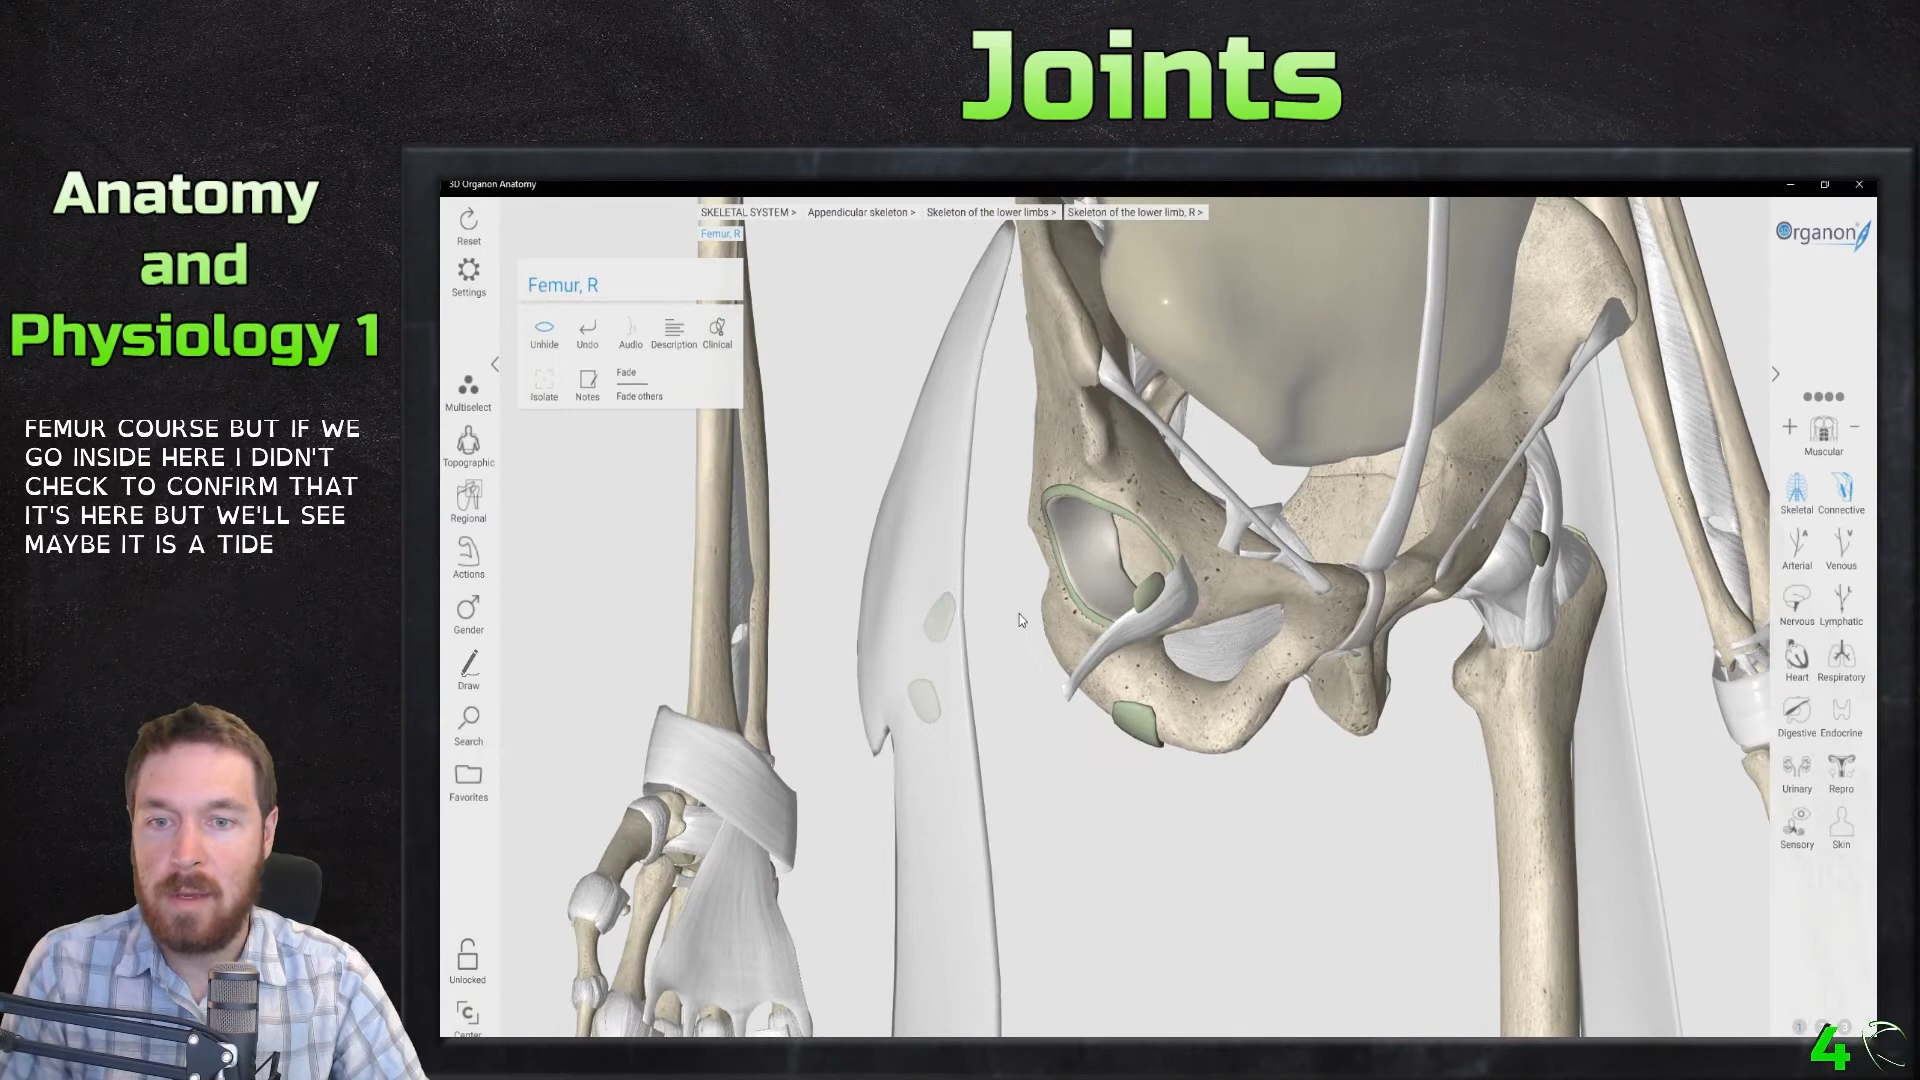 Joints
Anatomy
and
Physiology 1
FEMUR COURSE BUT IF WE
GO INSIDE HERE I DIDN'T
CHECK TO CONFIRM THAT
IT'S HERE BUT WE'LL SEE
MAYBE IT IS A TIDE
3D Organon Anatomy
SKELETAL SYSTEM > Appendicular skeleton > Skeleton of the lower limbs > Skeleton of the lower limb, R >
Femur, R
Femur, R
Unhide Undo Audio Description Clinical
Isolate Notes Fade
Fade others
Reset
Settings
Multiselect
Topographic
Regional
Actions
Gender
Draw
Search
Favorites
Unlocked
Center
Organon
Muscular
Skeletal Connective
Arterial Venous
Nervous Lymphatic
Heart Respiratory
Digestive Endocrine
Urinary Repro
Sensory Skin
1 3
4